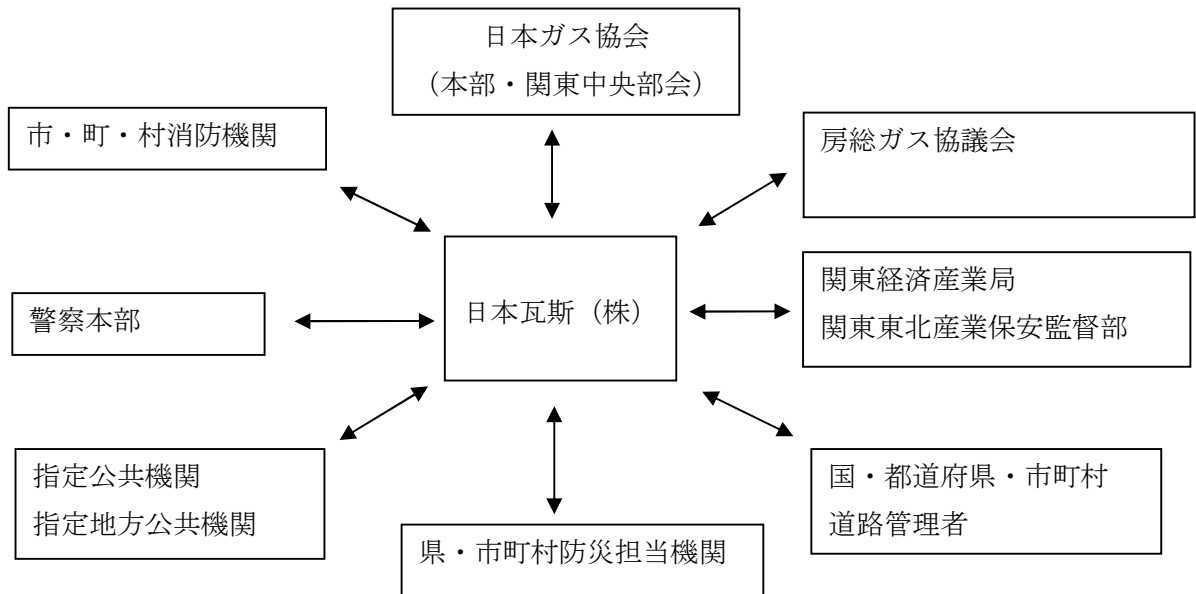 日本ガス協会
（本部・関東中央部会）
市・町・村消防機関
房総ガス協議会
日本瓦斯（株）
関東経済産業局
関東東北産業保安監督部
警察本部
指定公共機関
指定地方公共機関
国・都道府県・市町村
道路管理者
県・市町村防災担当機関